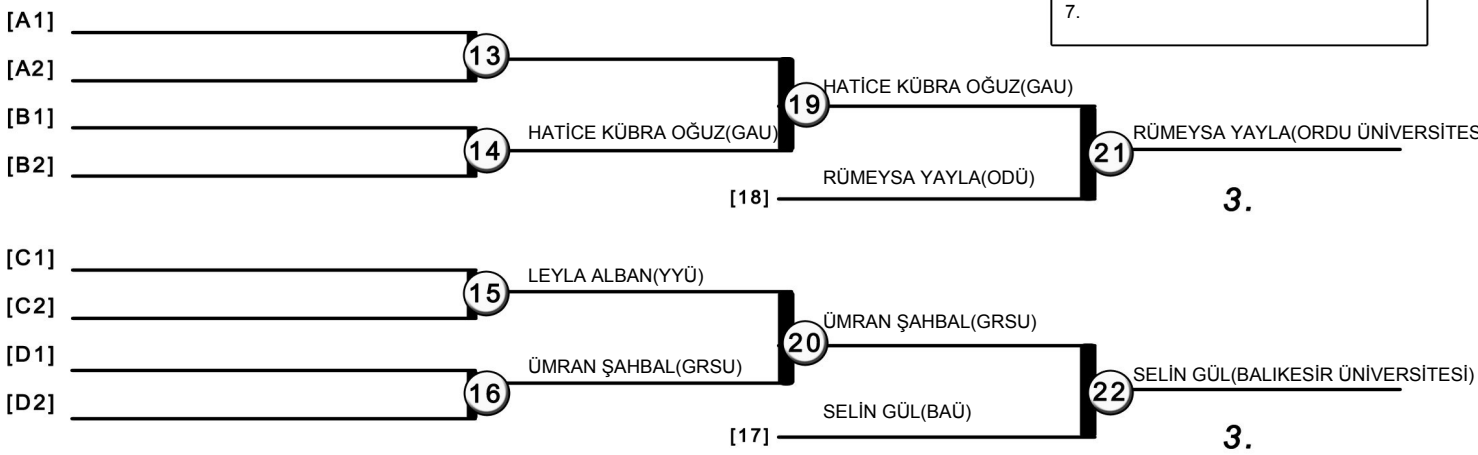 7.
[A1]
13
[A2]
HATİCE KÜBRA OĞUZ(GAU)
19
[B1]
HATİCE KÜBRA OĞUZ(GAU)
14
RÜMEYSA YAYLA(ORDU ÜNİVERSİTES
21
[B2]
RÜMEYSA YAYLA(ODÜ)
[18]
3.
[C1]
LEYLA ALBAN(YYÜ)
15
[C2]
ÜMRAN ŞAHBAL(GRSU)
20
[D1]
ÜMRAN ŞAHBAL(GRSU)
16
SELİN GÜL(BALIKESİR ÜNİVERSİTESİ)
22
[D2]
SELİN GÜL(BAÜ)
[17]
3.